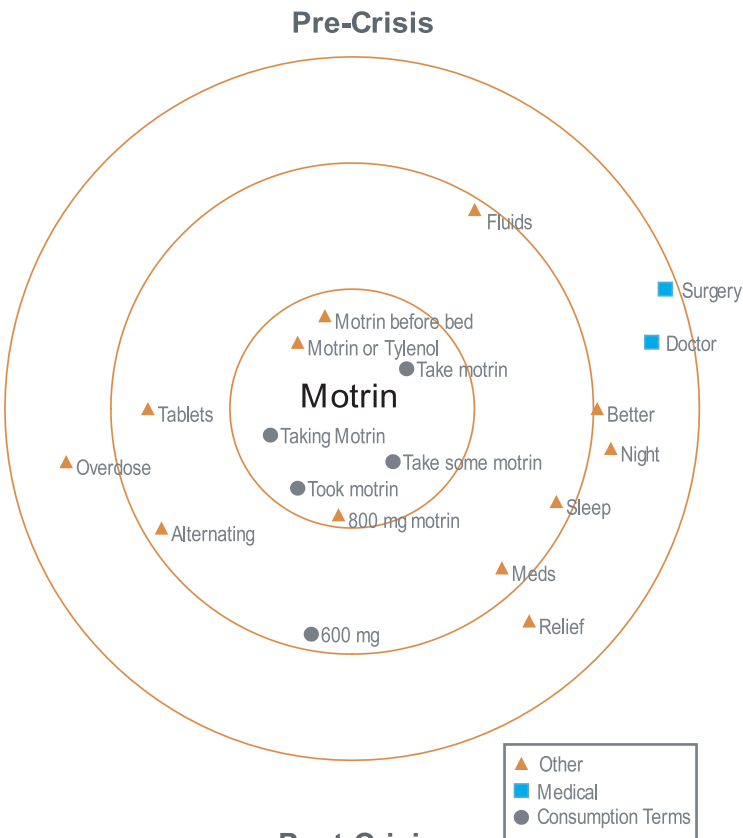 Pre-Crisis
Fluids
Surgery
Motrin before bed
Doctor
Motrin or Tylenol
Take motrin
Motrin
Tablets
Better
Taking Motrin
Night
Take some motrin
Overdose
Took motrin
Sleep
800 mg motrin
Alternating
Meds
Relief
600 mg
Other
Medical
Consumption Terms